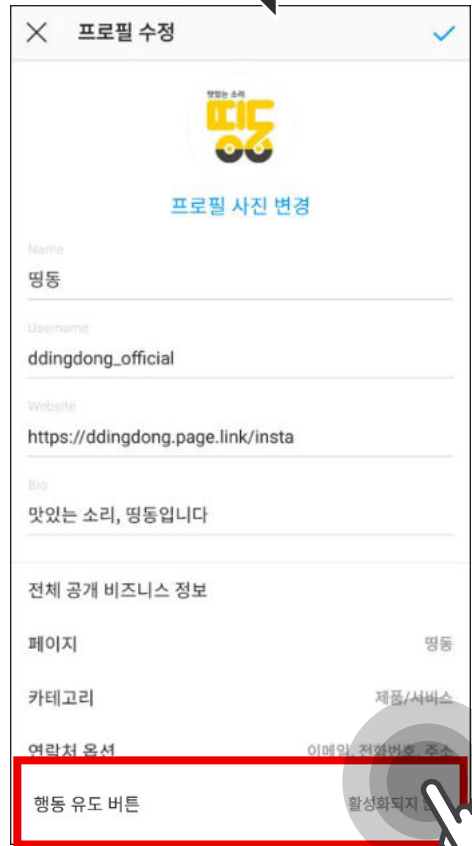 프로필 수정
맛있는 소리
띵동
프로필 사진 변경
Name
띵동
Username
ddingdong_official
Website
https://ddingdong.page.link/insta
Bio
맛있는 소리, 띵동입니다
전체 공개 비즈니스 정보
페이지 띵동
카테고리 제품/서비스
연락처 옵션 이메일, 전화번호, 주소
행동 유도 버튼 활성화되지